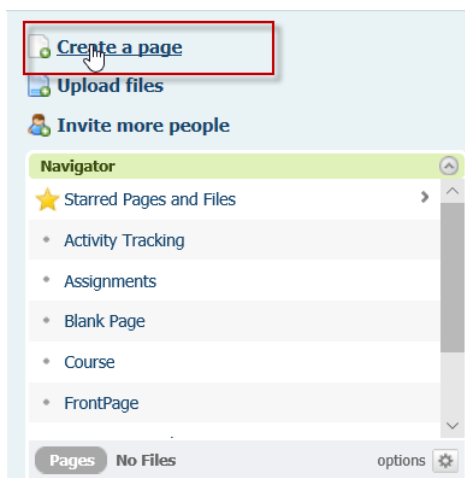 Create a page
Upload files
Invite more people
Navigator
Starred Pages and Files
Activity Tracking
Assignments
Blank Page
Course
FrontPage
Pages No Files options